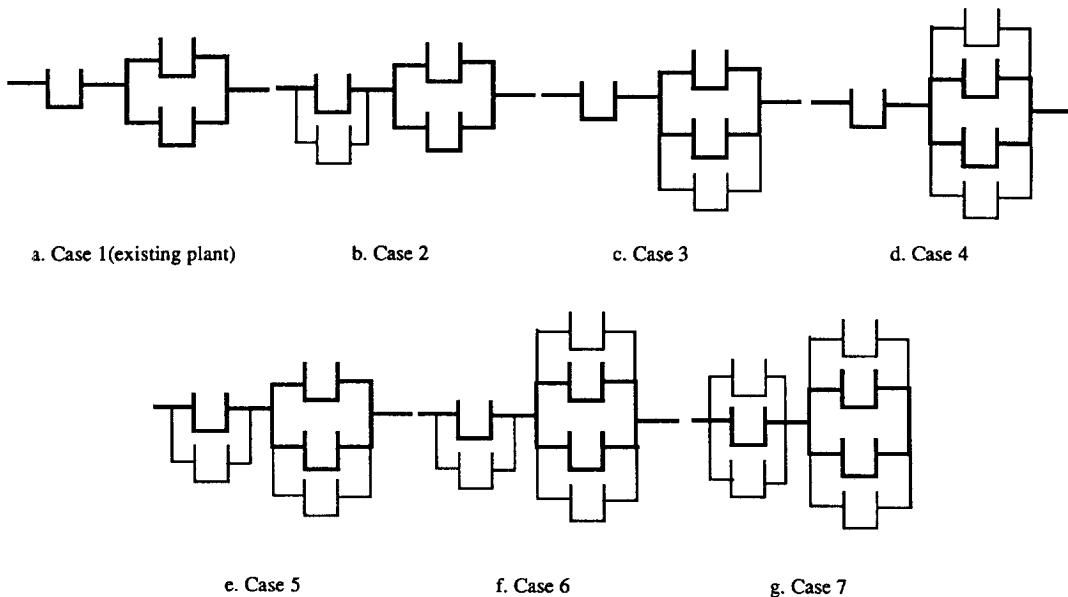 a. Case 1(existing plant)
b. Case 2
c. Case 3
d. Case 4
e. Case 5
f. Case 6
g. Case 7